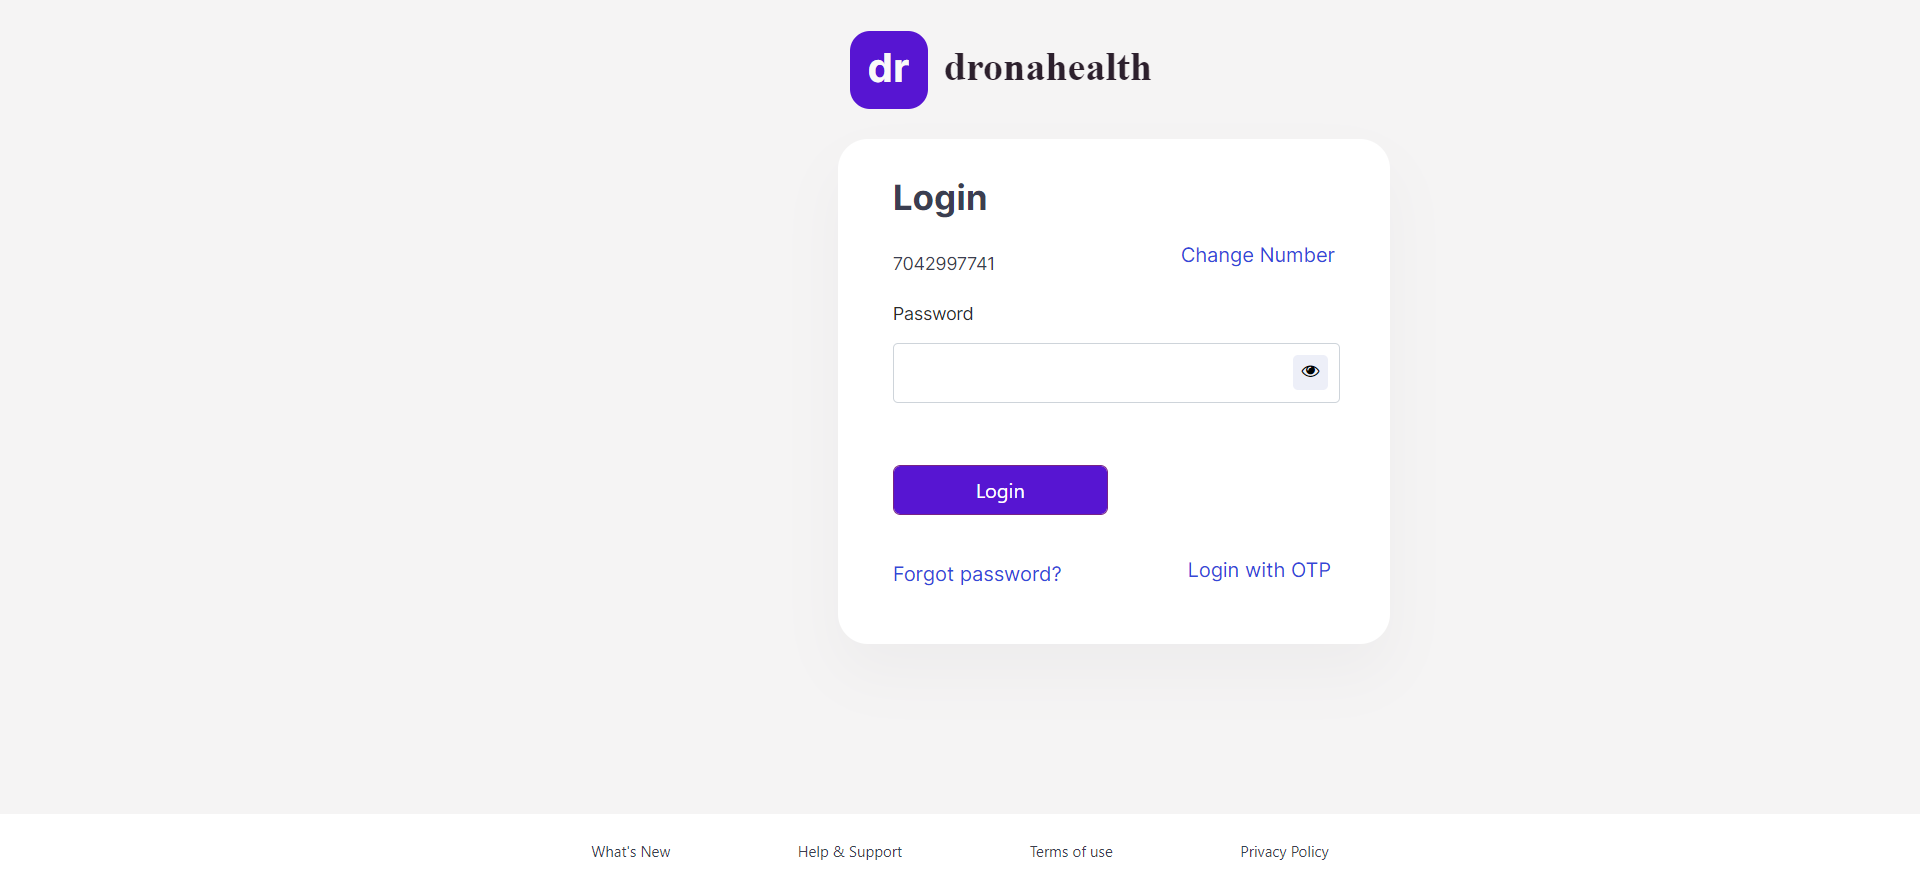 dr dronahealth
Login
7042997741 Change Number
Password
Login
Forgot password? Login with OTP
What's New Help & Support Terms of use Privacy Policy